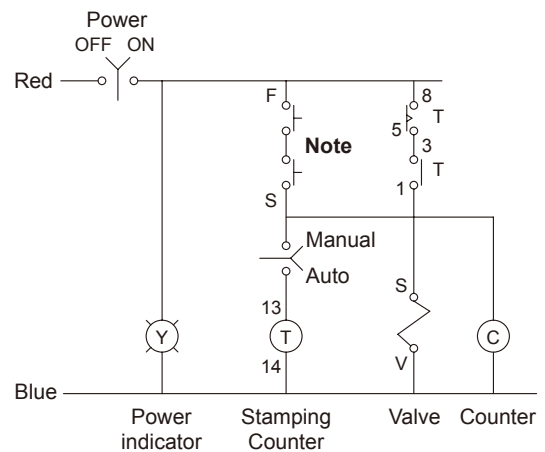 Power
OFF ON
Red
F
8
T
5
Note
3
T
S
1
Manual
Auto
13
S
Y
T
C
14
V
Blue
Power indicator
Stamping Counter
Valve
Counter